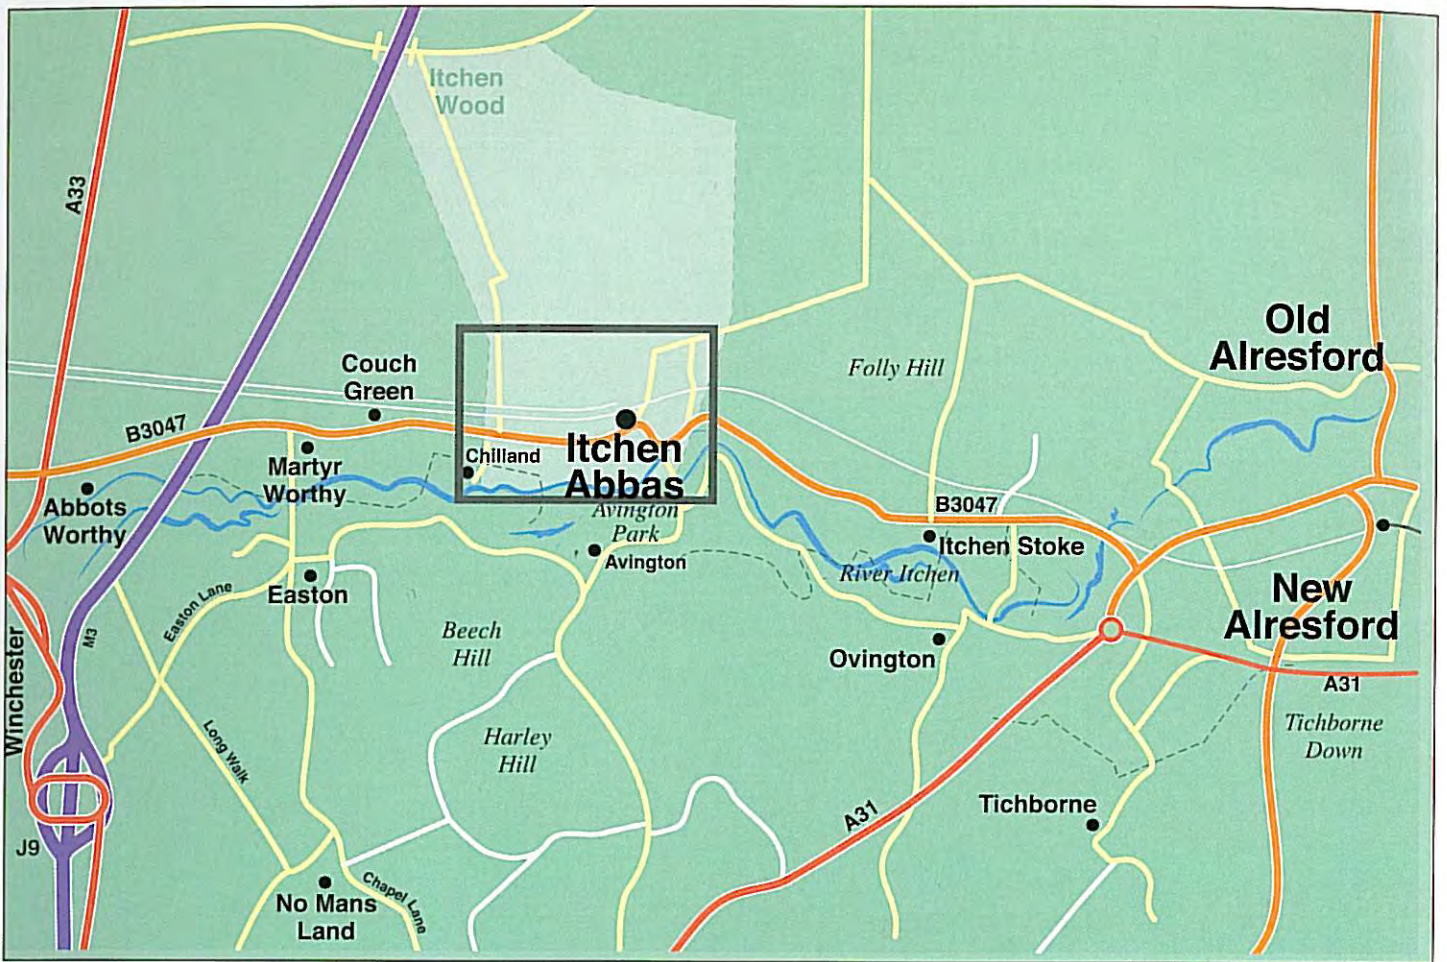 Itchen
Wood
A33
Old
Alresford
Couch
Green
Folly Hill
B3047
Itchen
Abbas
Chilland
Martyr
Worthy
Abbots
Worthy
Avington
Park
Avington
B3047
Itchen Stoke
River Itchen
New
Alresford
Easton
Easton Lane
M3
Winchester
Beech
Hill
Ovington
A31
Tichborne
Down
Long Walk
Harley
Hill
A31
Tichborne
J9
No Mans
Land
Chapel Lane